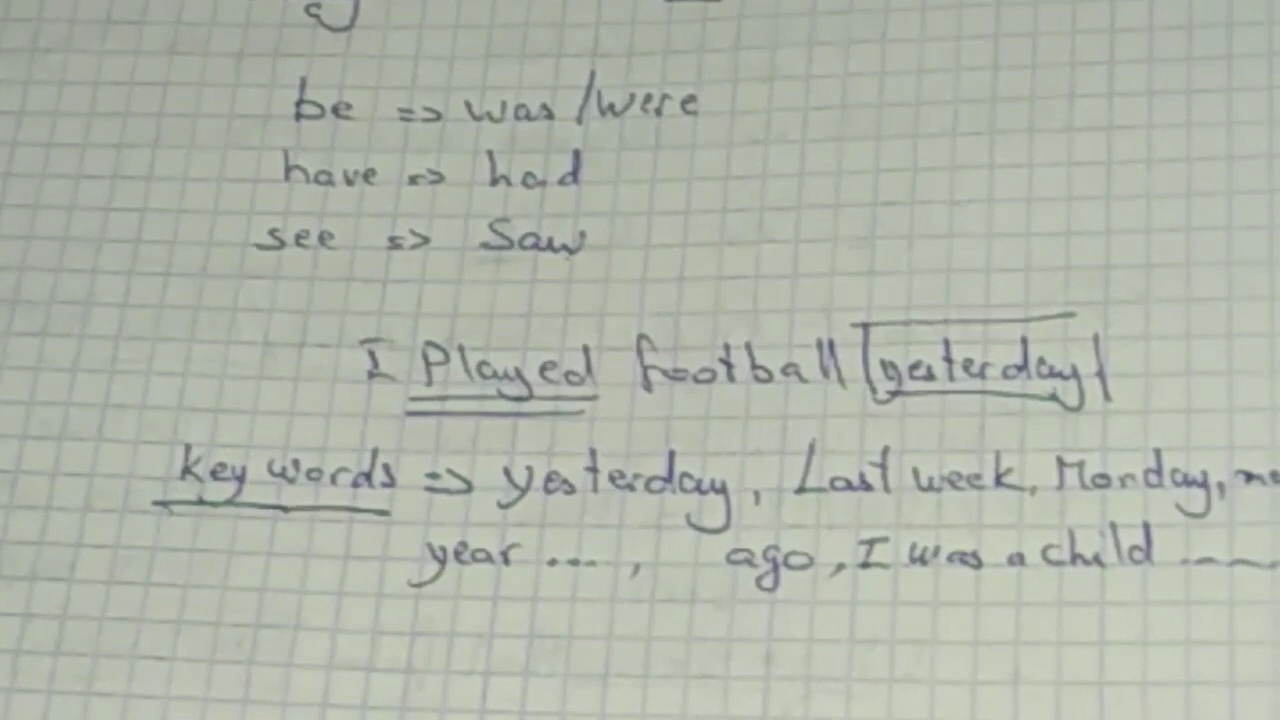 be => was/were
have => had
see => Saw
I Played football yesterday
key words => yesterday, Last week, Monday,
year ...., ago, I was a child ----